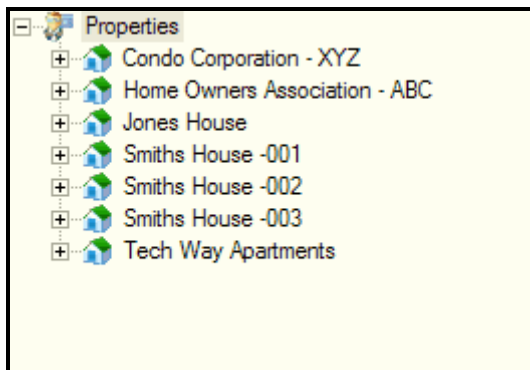 Properties
Condo Corporation - XYZ
Home Owners Association - ABC
Jones House
Smiths House -001
Smiths House -002
Smiths House -003
Tech Way Apartments